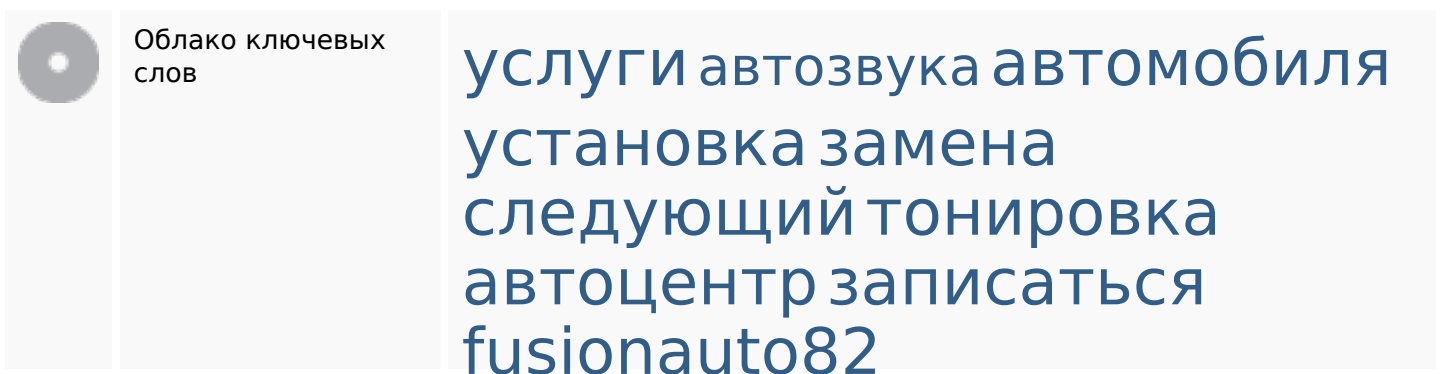 Облако ключевых
слов
услуги автозвука автомобиля
установка замена
следующий тонировка
автоцентр записаться
fusionauto82